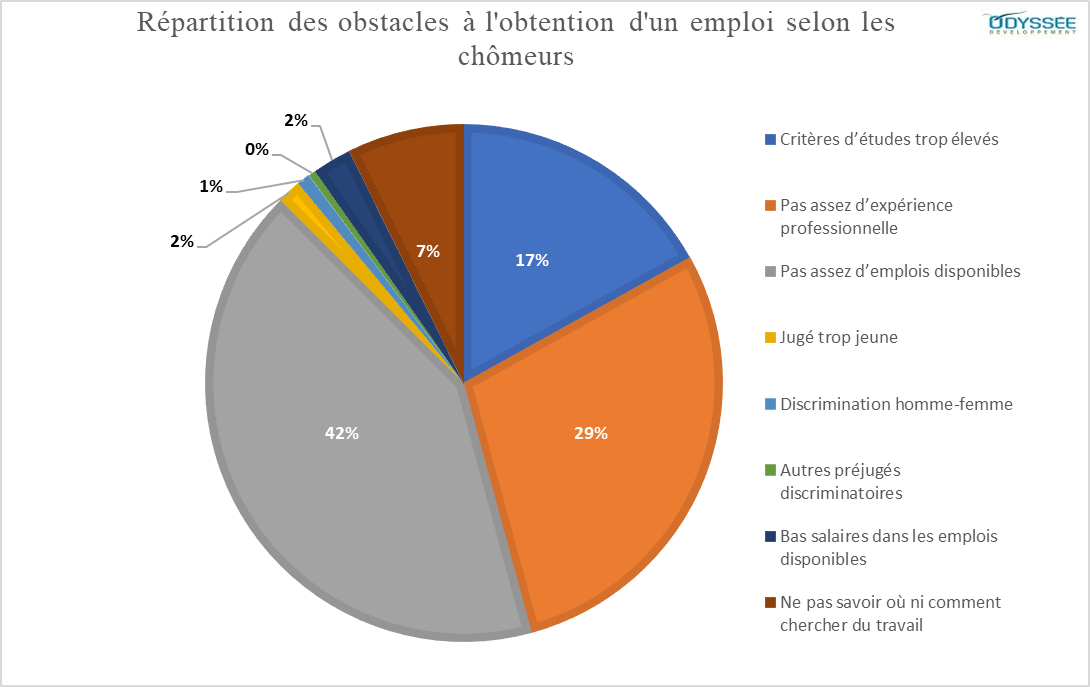 Répartition des obstacles à l'obtention d'un emploi selon les
chômeurs
ODYSSEE
DEVELOPPEMENT
2%
0%
1%
2%
7%
17%
42%
29%
Critères d’études trop élevés
Pas assez d’expérience
professionnelle
Pas assez d’emplois disponibles
Jugé trop jeune
Discrimination homme-femme
Autres préjugés
discriminatoires
Bas salaires dans les emplois
disponibles
Ne pas savoir où ni comment
chercher du travail